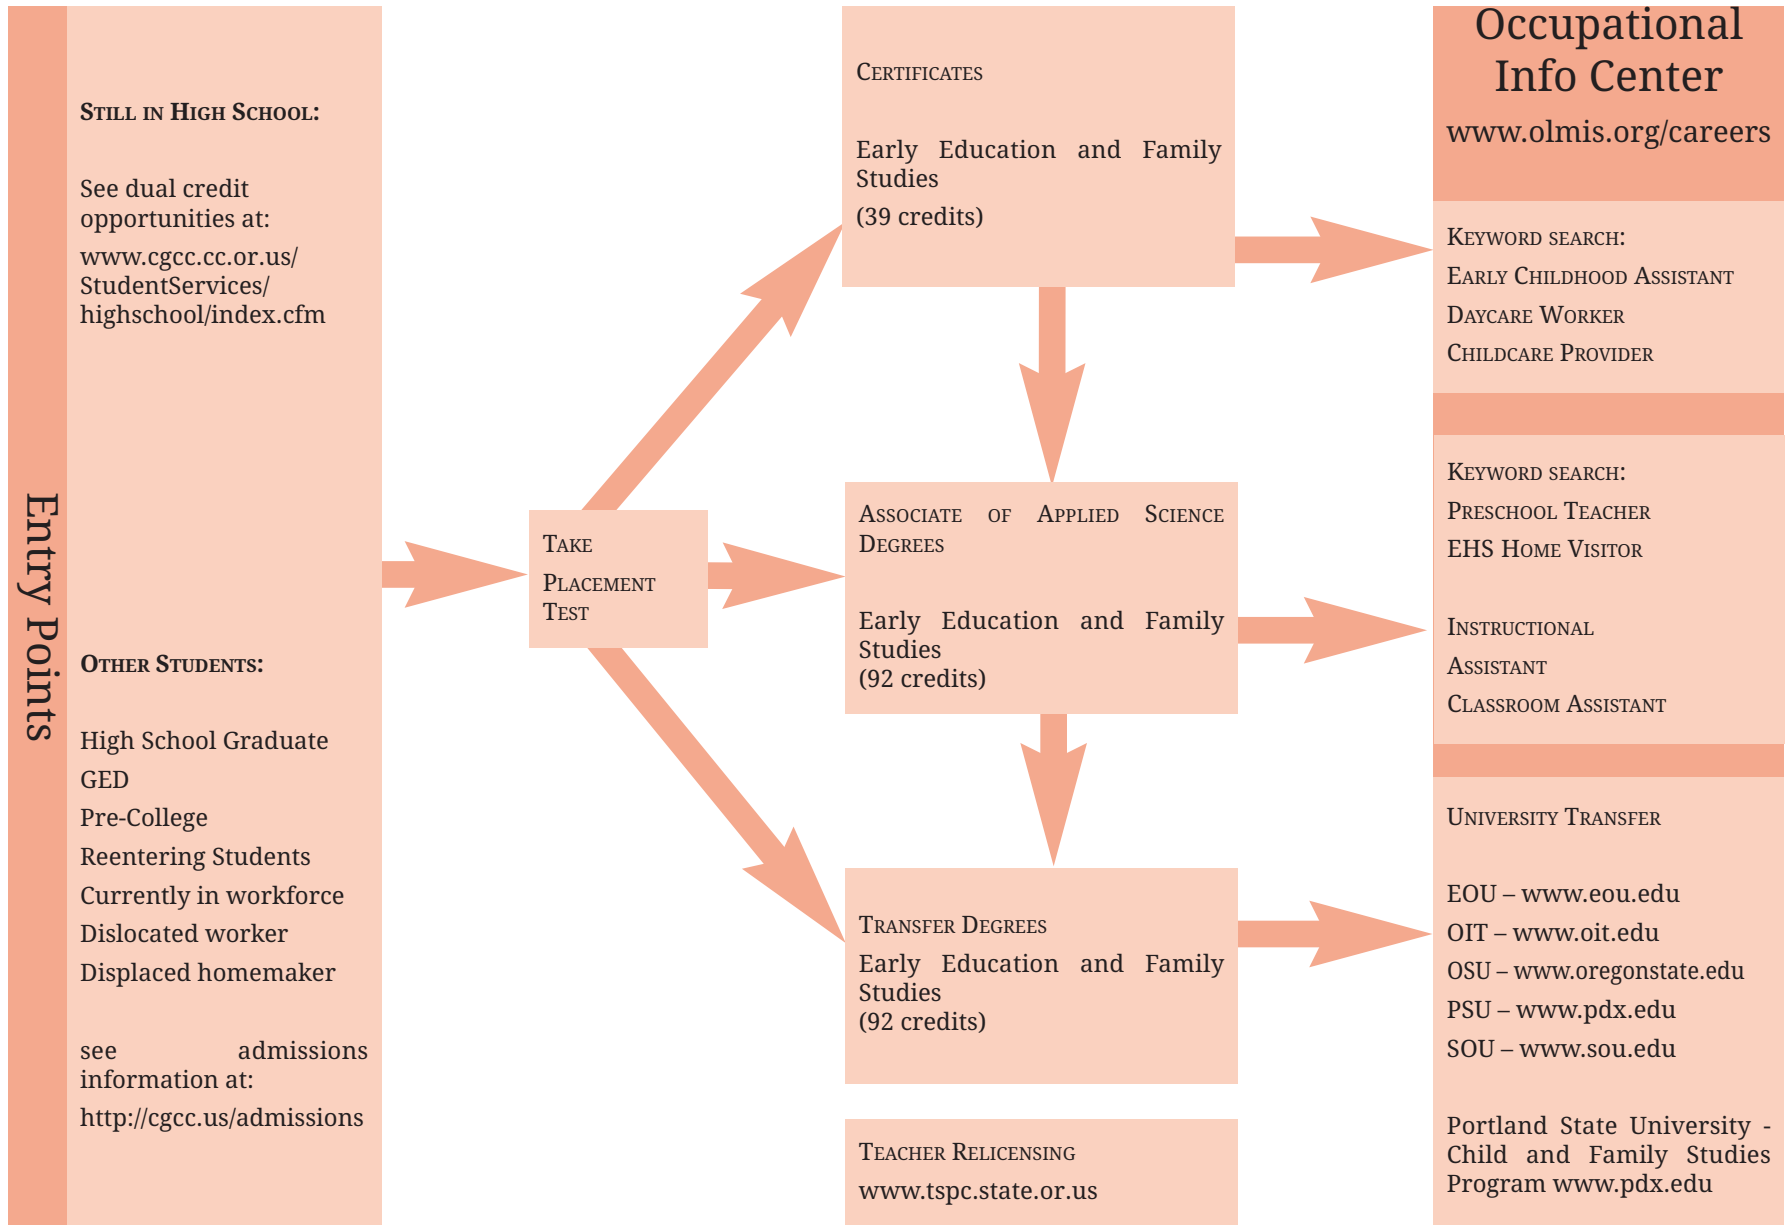 Entry Points
STILL IN HIGH SCHOOL:
See dual credit
opportunities at:
www.cgcc.cc.or.us/
StudentServices/
highschool/index.cfm
OTHER STUDENTS:
High School Graduate
GED
Pre-College
Reentering Students
Currently in workforce
Dislocated worker
Displaced homemaker
see admissions
information at:
http://cgcc.us/admissions
TAKE
PLACEMENT
TEST
CERTIFICATES
Early Education and Family
Studies
(39 credits)
ASSOCIATE OF APPLIED SCIENCE
DEGREES
Early Education and Family
Studies
(92 credits)
TRANSFER DEGREES
Early Education and Family
Studies
(92 credits)
TEACHER RELICENSING
www.tspc.state.or.us
Occupational
Info Center
www.olmis.org/careers
KEYWORD SEARCH:
EARLY CHILDHOOD ASSISTANT
DAYCARE WORKER
CHILDCARE PROVIDER
KEYWORD SEARCH:
PRESCHOOL TEACHER
EHS HOME VISITOR
INSTRUCTIONAL
ASSISTANT
CLASSROOM ASSISTANT
UNIVERSITY TRANSFER
EOU – www.eou.edu
OIT – www.oit.edu
OSU – www.oregonstate.edu
PSU – www.pdx.edu
SOU – www.sou.edu
Portland State University -
Child and Family Studies
Program www.pdx.edu